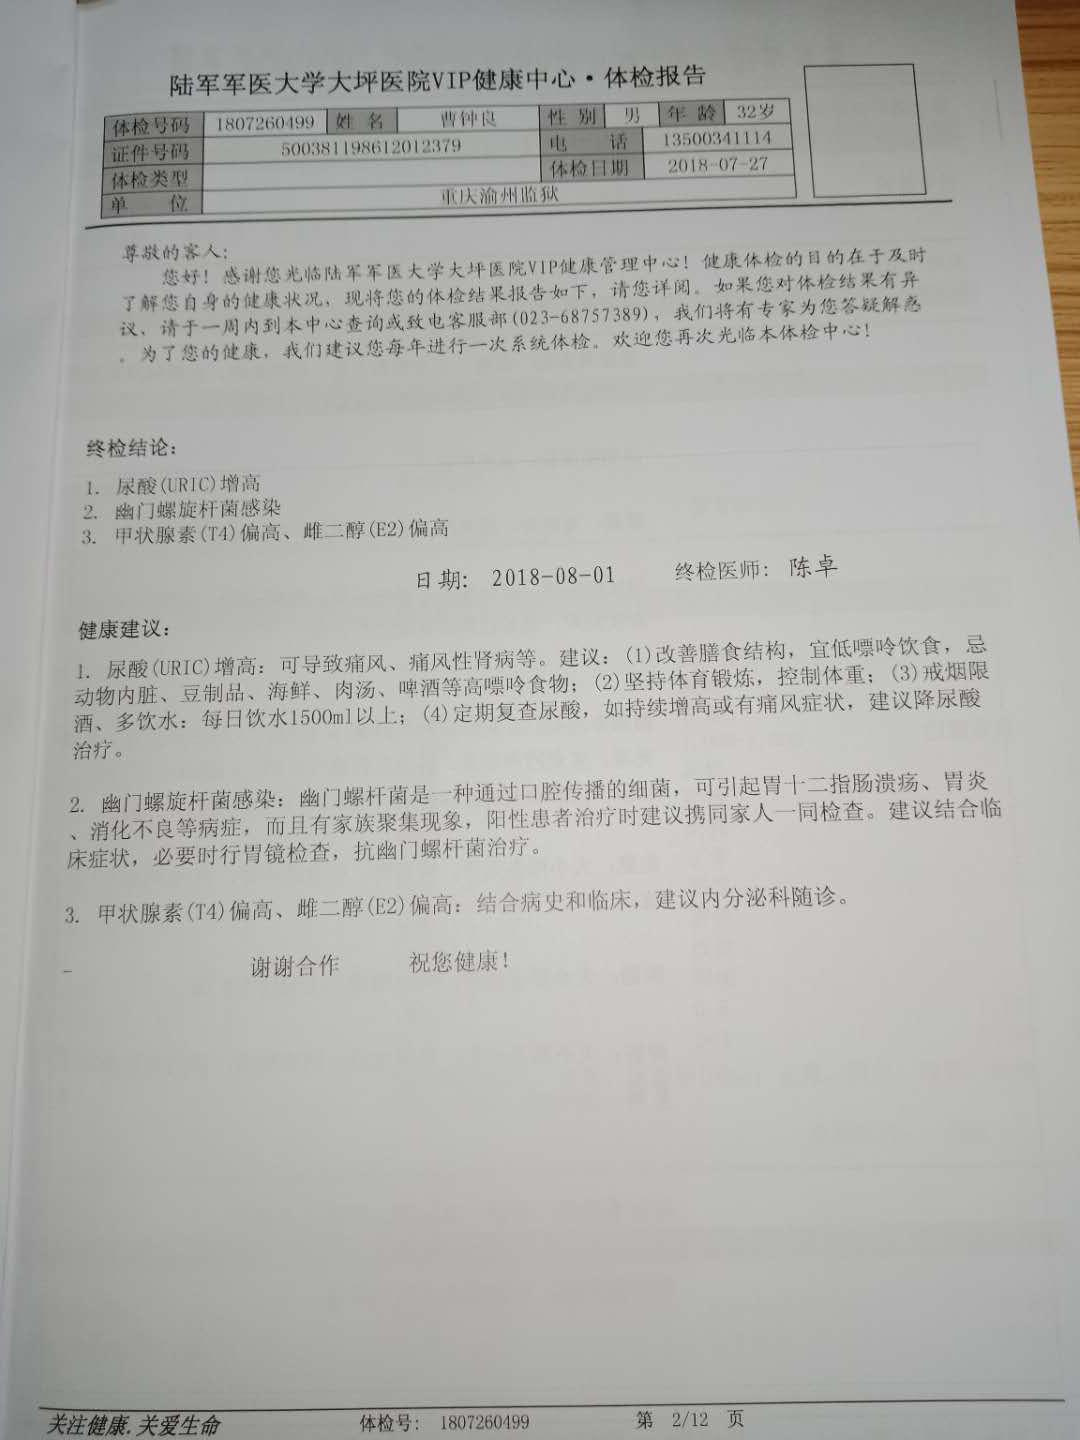 陆军军医大学大坪医院VIP健康中心·体检报告
体检号码 1807260499 姓名 曹钟良 性别 男 年龄 32岁
证件号码 500381198612012379 电话 13500341114
体检类型 体检日期 2018-07-27
单位 重庆渝州监狱
尊敬的客人:
您好! 感谢您光临陆军军医大学大坪医院VIP健康管理中心! 健康体检的目的在于及时
了解您自身的健康状况, 现将您的体检结果报告如下, 请您详阅。如果您对体检结果有异
议、请于一周内到本中心查询或致电客服部(023-68757389), 我们将有专家为您答疑解惑
。为了您的健康, 我们建议您每年进行一次系统体检。欢迎您再次光临本体检中心!
终检结论:
1. 尿酸(URIC)增高
2. 幽门螺旋杆菌感染
3. 甲状腺素(T4)偏高、雌二醇(E2)偏高
日期: 2018-08-01 终检医师: 陈卓
健康建议:
1. 尿酸(URIC)增高: 可导致痛风、痛风性肾病等。建议: (1)改善膳食结构, 宜低嘌呤饮食, 忌
动物内脏、豆制品、海鲜、肉汤、啤酒等高嘌呤食物; (2)坚持体育锻炼, 控制体重; (3)戒烟限
酒、多饮水: 每日饮水1500ml以上; (4)定期复查尿酸, 如持续增高或有痛风症状, 建议降尿酸
治疗。
2. 幽门螺旋杆菌感染: 幽门螺杆菌是一种通过口腔传播的细菌, 可引起胃十二指肠溃疡、胃炎
、消化不良等病症, 而且有家族聚集现象, 阳性患者治疗时建议携同家人一同检查。建议结合临
床症状, 必要时行胃镜检查, 抗幽门螺杆菌治疗。
3. 甲状腺素(T4)偏高、雌二醇(E2)偏高: 结合病史和临床, 建议内分泌科随诊。
- 谢谢合作 祝您健康!
关注健康.关爱生命 体检号: 1807260499 第 2/12 页